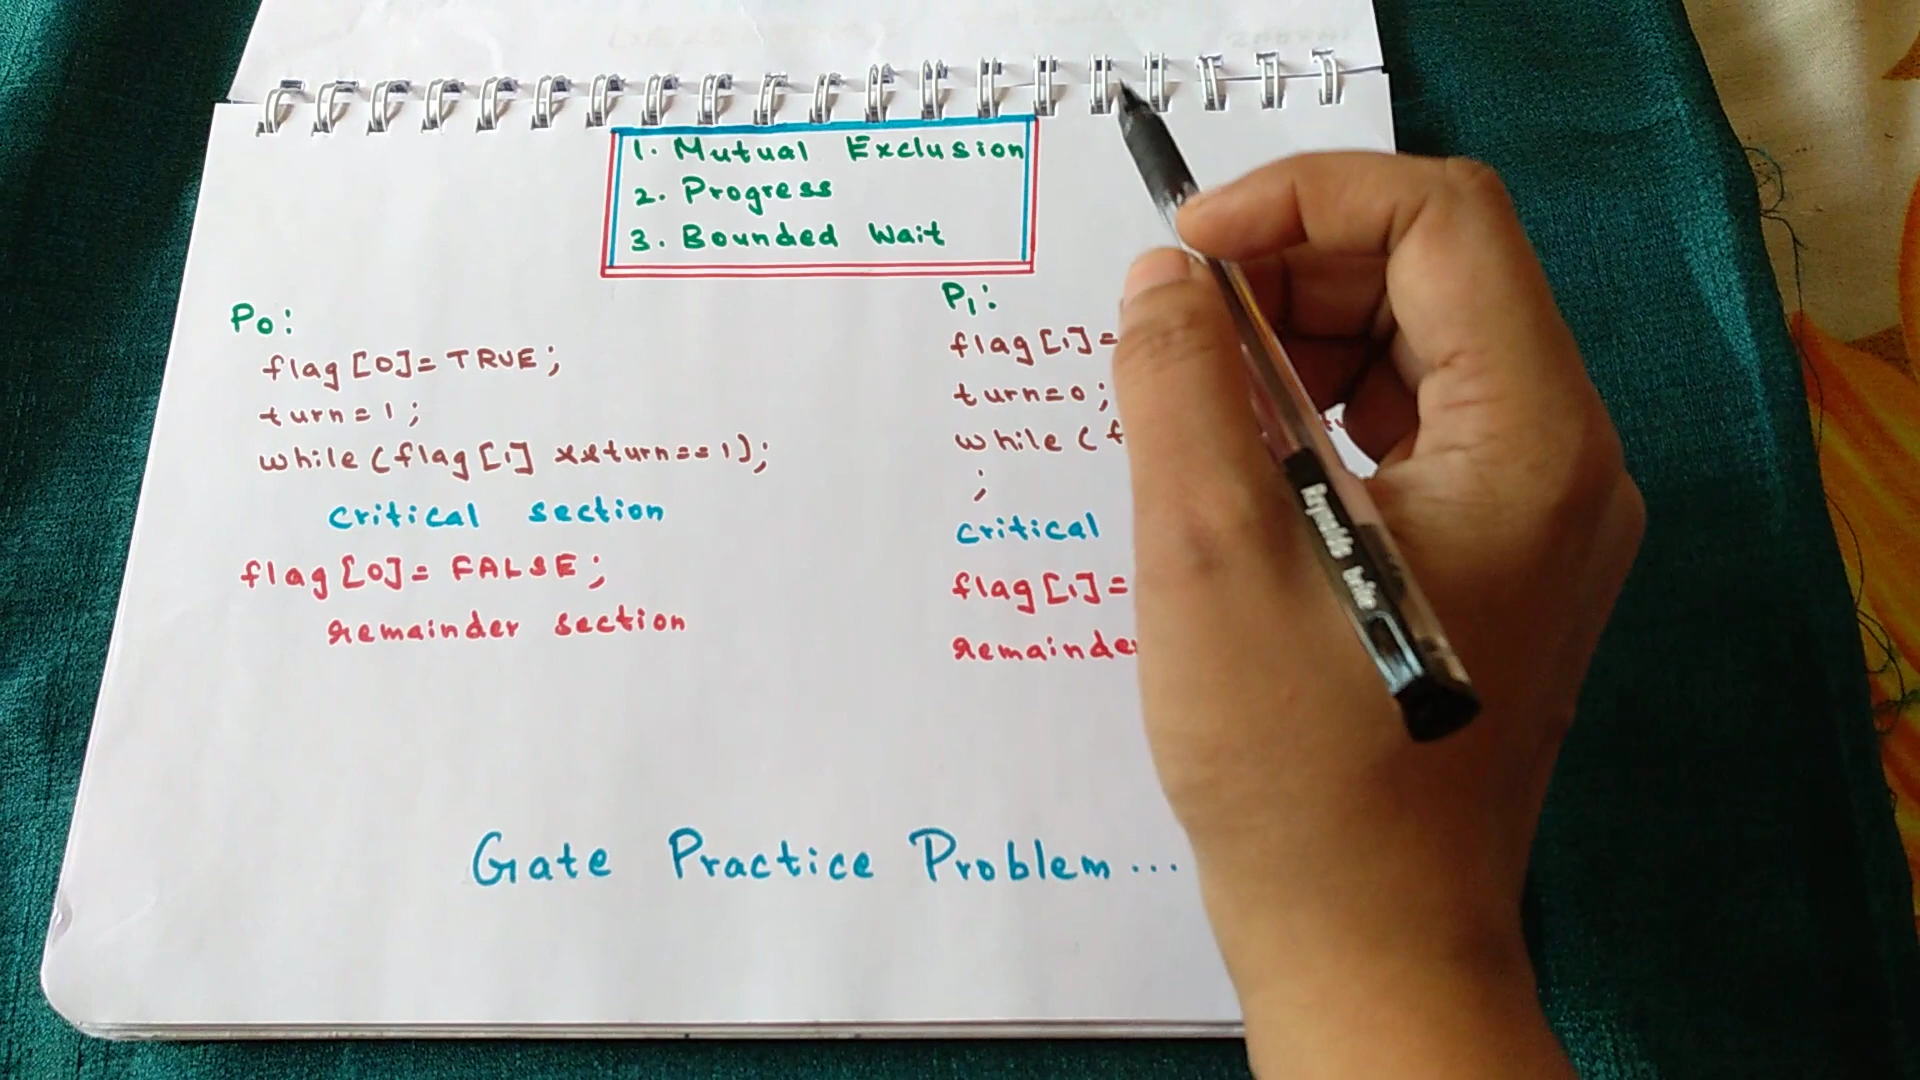 1. Mutual Exclusion
2. Progress
3. Bounded Wait
P0:
flag[0]= TRUE;
turn=1;
while(flag[1] &&turn==1);
critical section
flag[0]= FALSE;
remainder section
P1:
flag[1]=
turn=0;
while(f
;
critical
flag[1]=
remainder
Gate Practice Problem...
Reynolds